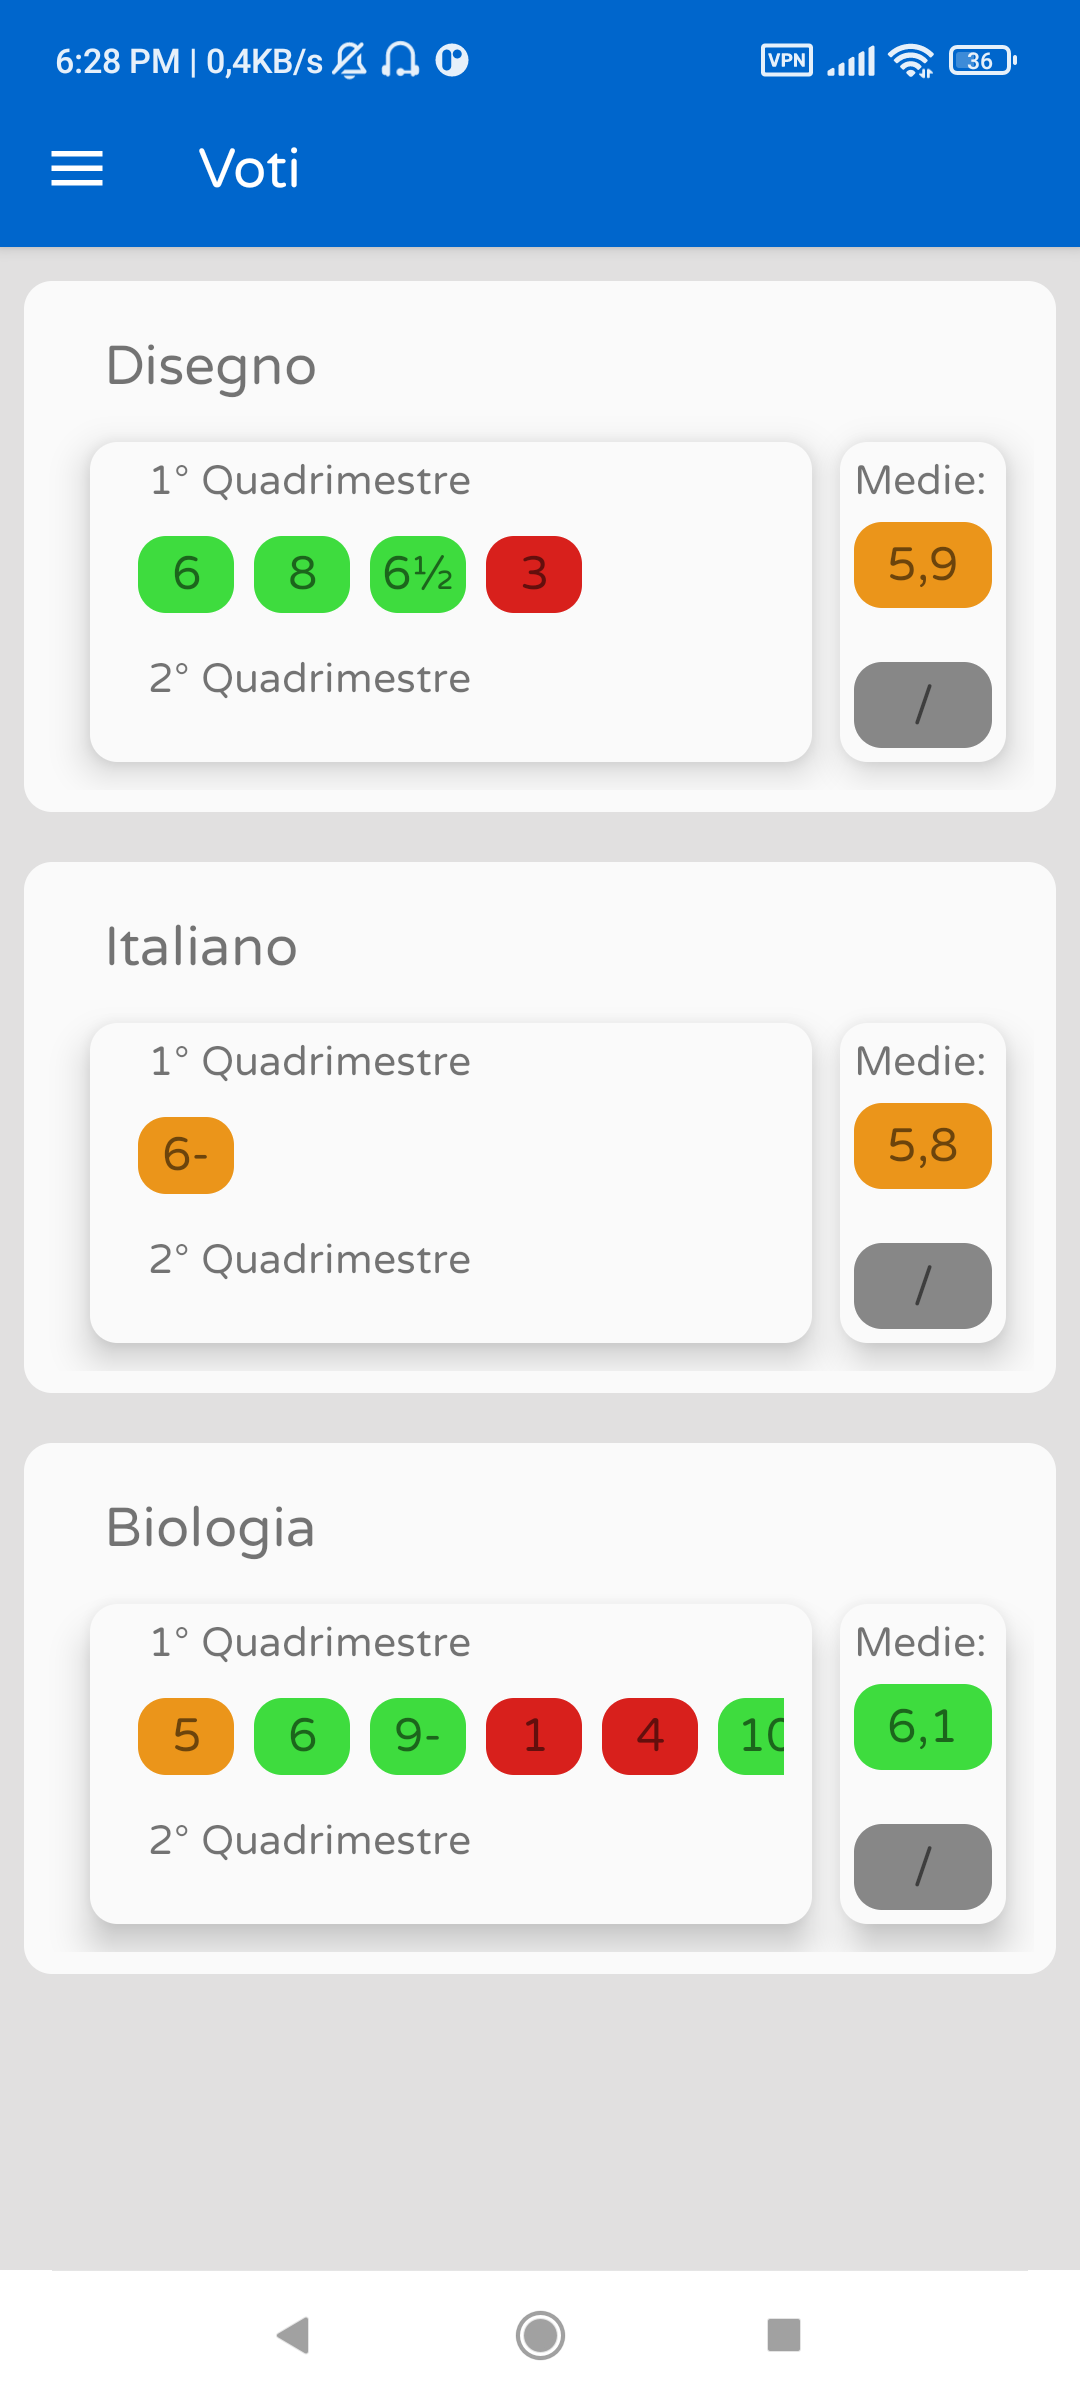 6:28 PM | 0,4KB/s VPN 36
Voti
Disegno
1° Quadrimestre Medie:
6 8 6½ 3 5,9
2° Quadrimestre
/
Italiano
1° Quadrimestre Medie:
6- 5,8
2° Quadrimestre
/
Biologia
1° Quadrimestre Medie:
5 6 9- 1 4 10 6,1
2° Quadrimestre
/